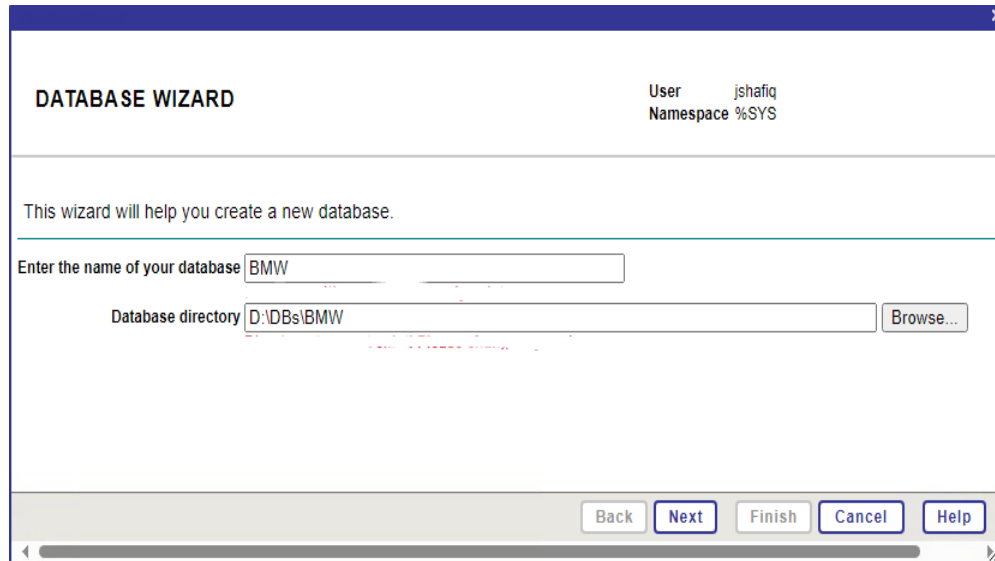 DATABASE WIZARD
User jshafiq
Namespace %SYS
This wizard will help you create a new database.
Enter the name of your database BMW
Database directory D:\DBs\BMW Browse...
Back Next Finish Cancel Help